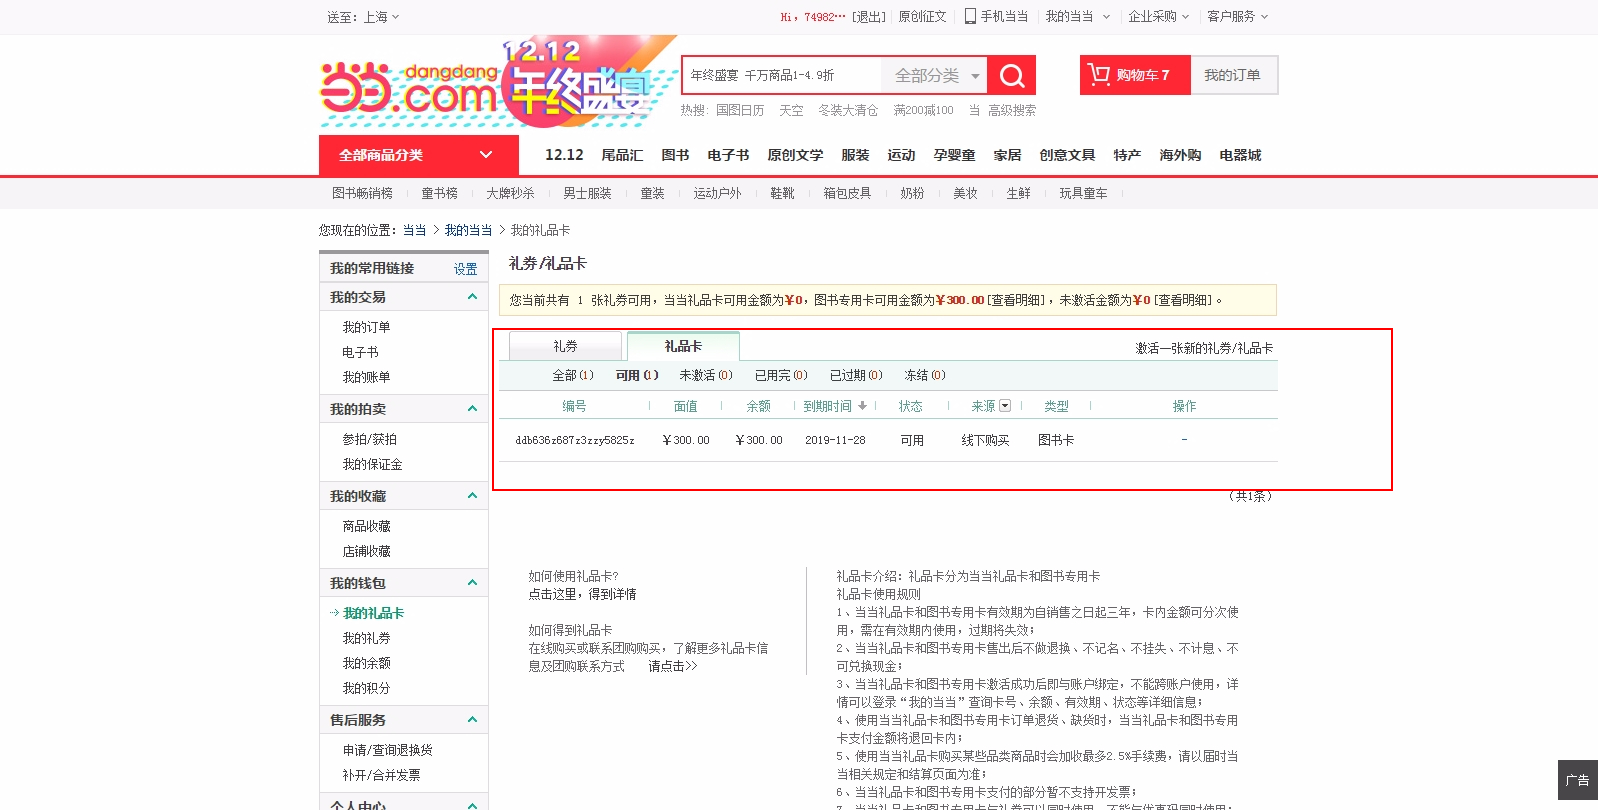 送至：上海
Hi，74982··· [退出] 原创征文 手机当当 我的当当 企业采购 客户服务
dangdang
当当.com
12.12
年终盛宴
年终盛宴 千万商品1-4.9折 全部分类
购物车 7 我的订单
热搜： 国图日历 天空 冬装大清仓 满200减100 当 高级搜索
全部商品分类 12.12 尾品汇 图书 电子书 原创文学 服装 运动 孕婴童 家居 创意文具 特产 海外购 电器城
图书畅销榜 童书榜 大牌秒杀 男士服装 童装 运动户外 鞋靴 箱包皮具 奶粉 美妆 生鲜 玩具童车
您现在的位置：当当 > 我的当当 > 我的礼品卡
我的常用链接 设置
我的交易
我的订单
电子书
我的账单
我的拍卖
参拍/获拍
我的保证金
我的收藏
商品收藏
店铺收藏
我的钱包
我的礼品卡
我的礼券
我的余额
我的积分
售后服务
申请/查询退换货
补开/合并发票
个人中心
礼券/礼品卡
您当前共有 1 张礼券可用，当当礼品卡可用金额为¥0，图书专用卡可用金额为¥300.00[查看明细]，未激活金额为¥0[查看明细]。
礼券 礼品卡 激活一张新的礼券/礼品卡
全部(1) 可用(1) 未激活(0) 已用完(0) 已过期(0) 冻结(0)
编号 面值 余额 到期时间 状态 来源 类型 操作
ddb636z687z3zzy5825z ¥300.00 ¥300.00 2019-11-28 可用 线下购买 图书卡 -
（共1条）
如何使用礼品卡?
点击这里，得到详情
如何得到礼品卡
在线购买或联系团购购买，了解更多礼品卡信
息及团购联系方式 请点击>>
礼品卡介绍：礼品卡分为当当礼品卡和图书专用卡
礼品卡使用规则
1、当当礼品卡和图书专用卡有效期为自销售之日起三年，卡内金额可分次使
用，需在有效期内使用，过期将失效；
2、当当礼品卡和图书专用卡售出后不做退换、不记名、不挂失、不计息、不
可兑换现金；
3、当当礼品卡和图书专用卡激活成功后即与账户绑定，不能跨账户使用，详
情可以登录“我的当当”查询卡号、余额、有效期、状态等详细信息；
4、使用当当礼品卡和图书专用卡订单退货、缺货时，当当礼品卡和图书专用
卡支付金额将退回卡内；
5、使用当当礼品卡购买某些品类商品时会加收最多2.5%手续费，请以届时当
当相关规定和结算页面为准；
6、当当礼品卡和图书专用卡支付的部分暂不支持开发票；
7、当当礼品卡和图书专用卡与礼券可以同时使用，不能与优惠码同时使用；
广告